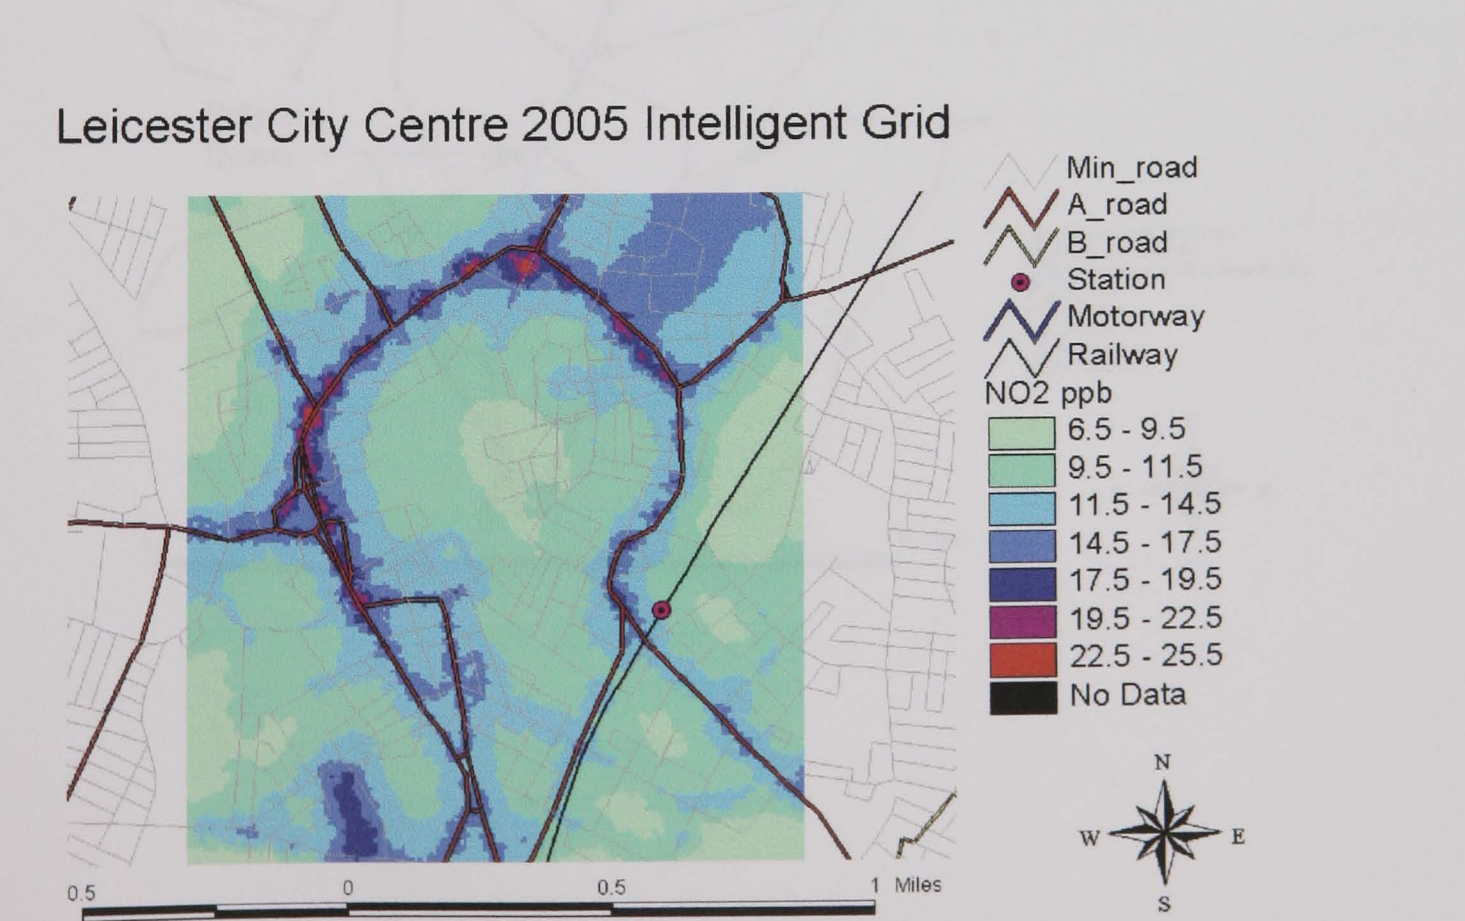 Leicester City Centre 2005 Intelligent Grid
Min_road
A_road
B_road
Station
Motorway
Railway
NO2 ppb
6.5 - 9.5
9.5 - 11.5
11.5 - 14.5
14.5 - 17.5
17.5 - 19.5
19.5 - 22.5
22.5 - 25.5
No Data
N
W E
S
0.5 0 0.5 1 Miles